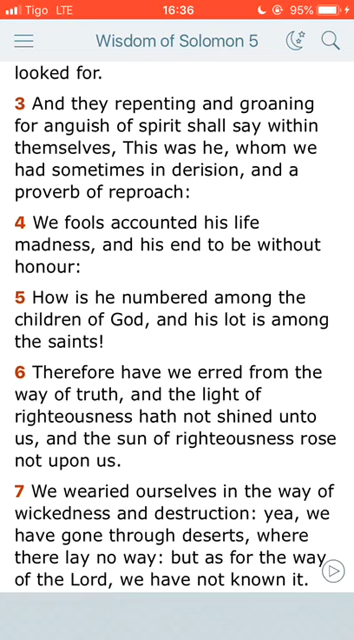 Tigo LTE 16:36 95%
Wisdom of Solomon 5
looked for.
3 And they repenting and groaning
for anguish of spirit shall say within
themselves, This was he, whom we
had sometimes in derision, and a
proverb of reproach:
4 We fools accounted his life
madness, and his end to be without
honour:
5 How is he numbered among the
children of God, and his lot is among
the saints!
6 Therefore have we erred from the
way of truth, and the light of
righteousness hath not shined unto
us, and the sun of righteousness rose
not upon us.
7 We wearied ourselves in the way of
wickedness and destruction: yea, we
have gone through deserts, where
there lay no way: but as for the way
of the Lord, we have not known it.